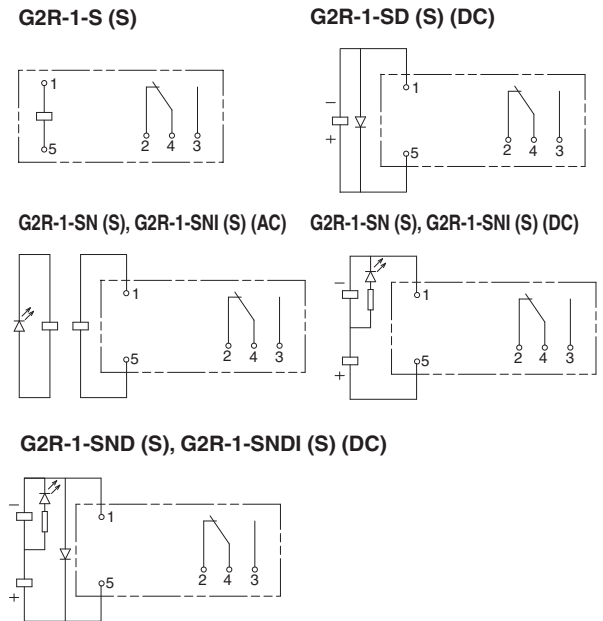 G2R-1-S (S)
1
5
2 4 3
G2R-1-SD (S) (DC)
−
+
1
5
2 4 3
G2R-1-SN (S), G2R-1-SNI (S) (AC)
1
5
2 4 3
G2R-1-SN (S), G2R-1-SNI (S) (DC)
−
+
1
5
2 4 3
G2R-1-SND (S), G2R-1-SNDI (S) (DC)
−
+
1
5
2 4 3